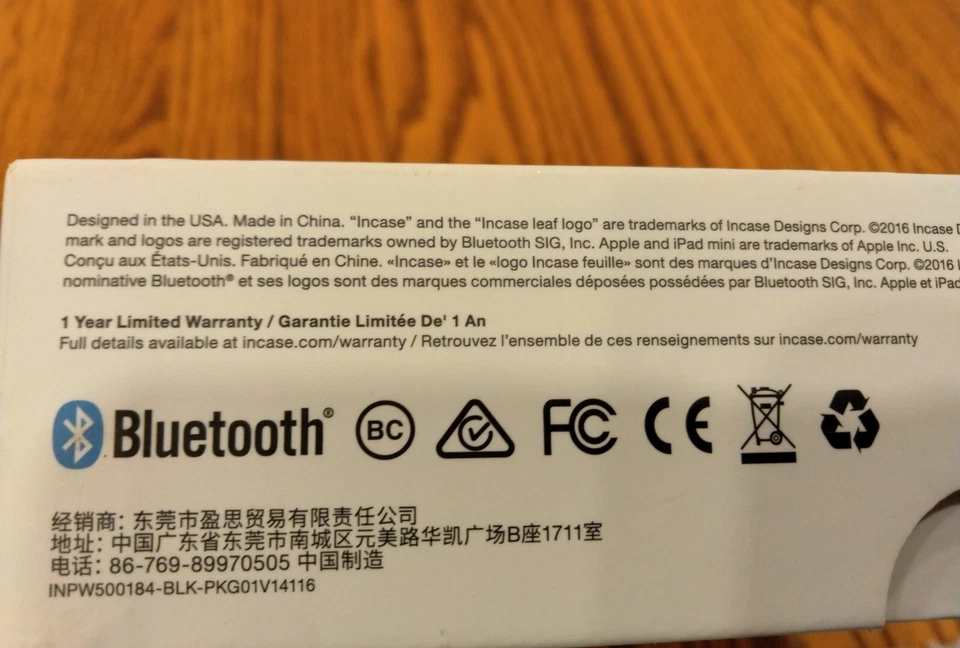 Designed in the USA. Made in China. “Incase” and the “Incase leaf logo” are trademarks of Incase Designs Corp. ©2016 Incase
mark and logos are registered trademarks owned by Bluetooth SIG, Inc. Apple and iPad mini are trademarks of Apple Inc. U.S.
Conçu aux États-Unis. Fabriqué en Chine. «Incase» et le «logo Incase feuille» sont des marques d’Incase Designs Corp. ©2016
nominative Bluetooth® et ses logos sont des marques commerciales déposées possédées par Bluetooth SIG, Inc. Apple et iPad
1 Year Limited Warranty / Garantie Limitée De' 1 An
Full details available at incase.com/warranty / Retrouvez l’ensemble de ces renseignements sur incase.com/warranty
Bluetooth® BC FC CE
经销商: 东莞市盈思贸易有限责任公司
地址: 中国广东省东莞市南城区元美路华凯广场B座1711室
电话: 86-769-89970505 中国制造
INPW500184-BLK-PKG01V14116